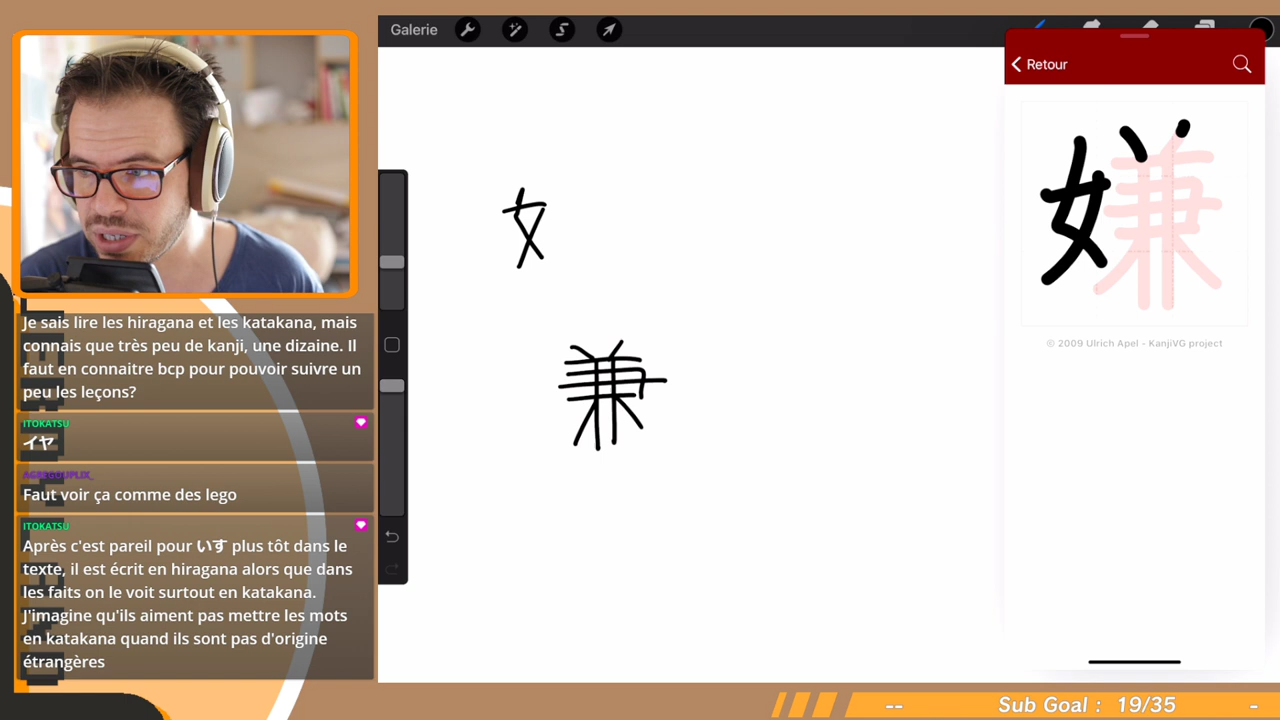 Galerie
Retour
嫌
© 2009 Ulrich Apel - KanjiVG project
女
兼
Je sais lire les hiragana et les katakana, mais
connais que très peu de kanji, une dizaine. Il
faut en connaitre bcp pour pouvoir suivre un
peu les leçons?
ITOKATSU
イヤ
AGREGOUPLIX_
Faut voir ça comme des lego
ITOKATSU
Après c'est pareil pour いす plus tôt dans le
texte, il est écrit en hiragana alors que dans
les faits on le voit surtout en katakana.
J'imagine qu'ils aiment pas mettre les mots
en katakana quand ils sont pas d'origine
étrangères
-- Sub Goal : 19/35 -